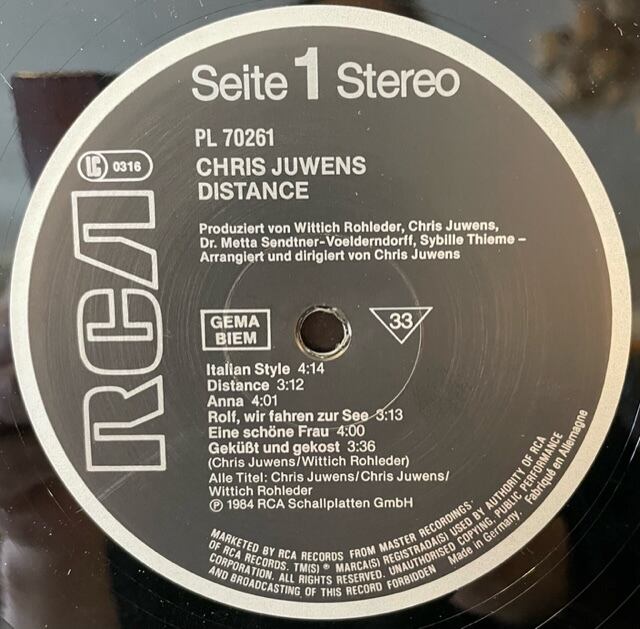 Seite 1 Stereo
PL 70261
LC 0316
CHRIS JUWENS
DISTANCE
RCA
Produziert von Wittich Rohleder, Chris Juwens,
Dr. Metta Sendtner-Voelderndorff, Sybille Thieme –
Arrangiert und dirigiert von Chris Juwens
GEMA
BIEM
33
Italian Style 4:14
Distance 3:12
Anna 4:01
Rolf, wir fahren zur See 3:13
Eine schöne Frau 4:00
Geküßt und gekost 3:36
(Chris Juwens/Wittich Rohleder)
Alle Titel: Chris Juwens/Chris Juwens/
Wittich Rohleder
℗ 1984 RCA Schallplatten GmbH
MARKETED BY RCA RECORDS FROM MASTER RECORDINGS·
OF RCA RECORDS. TM(S) ® MARCA(S) REGISTRADA(S) USED BY AUTHORITY OF RCA
CORPORATION. ALL RIGHTS RESERVED. UNAUTHORISED COPYING, PUBLIC PERFORMANCE
AND BROADCASTING OF THIS RECORD FORBIDDEN Made in Germany. Fabriqué en Allemagne